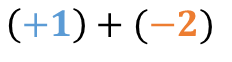 (+1) + (−2)